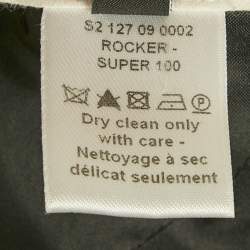 S2 127 09 0002
ROCKER -
SUPER 100
P
Dry clean only
with care -
Nettoyage à sec
délicat seulement